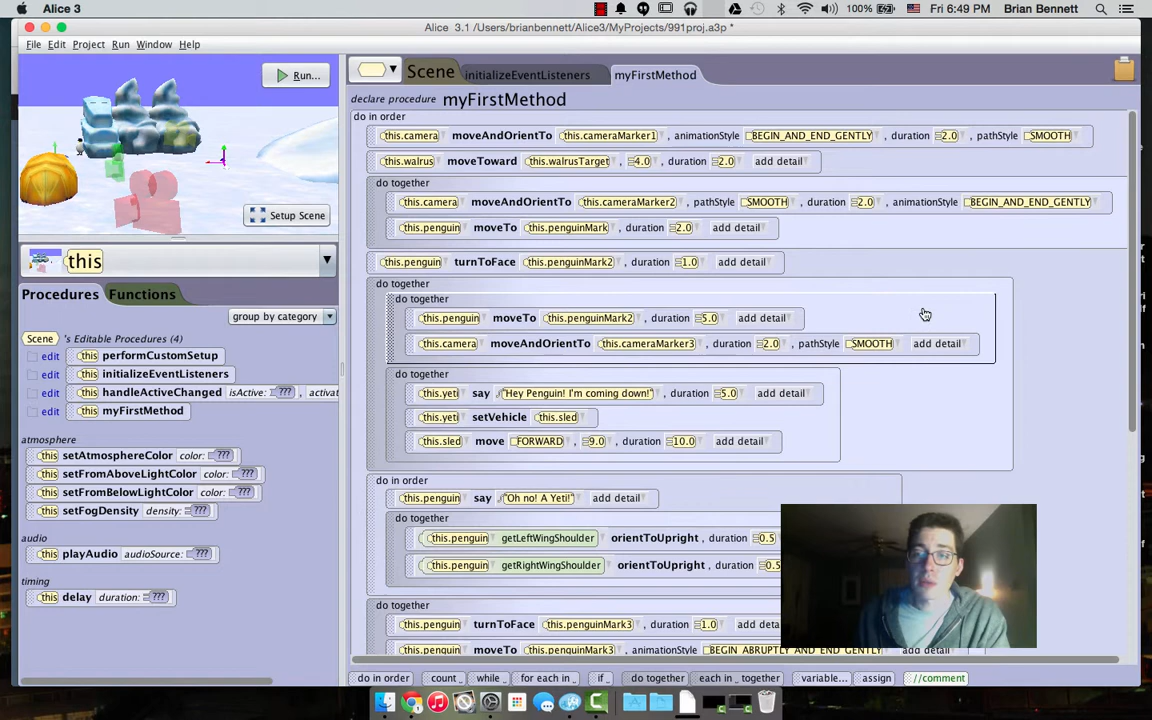 Alice 3
100%
Fri 6:49 PM
Brian Bennett
Alice 3.1 /Users/brianbennett/Alice3/MyProjects/991proj.a3p *
File Edit Project Run Window Help
Run...
Setup Scene
Scene initializeEventListeners myFirstMethod
declare procedure myFirstMethod
do in order
this.camera moveAndOrientTo this.cameraMarker1 , animationStyle BEGIN_AND_END_GENTLY , duration 2.0 , pathStyle SMOOTH
this.walrus moveToward this.walrusTarget , 4.0 , duration 2.0 add detail
do together
this.camera moveAndOrientTo this.cameraMarker2 , pathStyle SMOOTH , duration 2.0 , animationStyle BEGIN_AND_END_GENTLY
this.penguin moveTo this.penguinMark , duration 2.0 add detail
this.penguin turnToFace this.penguinMark2 , duration 1.0 add detail
do together
do together
this.penguin moveTo this.penguinMark2 , duration 5.0 add detail
this.camera moveAndOrientTo this.cameraMarker3 , duration 2.0 , pathStyle SMOOTH add detail
do together
this.yeti say "Hey Penguin! I'm coming down!" , duration 5.0 add detail
this.yeti setVehicle this.sled
this.sled move FORWARD , 9.0 , duration 10.0 add detail
do in order
this.penguin say "Oh no! A Yeti!" add detail
do together
this.penguin getLeftWingShoulder orientToUpright , duration 0.5
this.penguin getRightWingShoulder orientToUpright , duration 0.5
do together
this.penguin turnToFace this.penguinMark3 , duration 1.0 add deta
this.penguin moveTo this.penguinMark3 , animationStyle BEGIN_ABRUPTLY_AND_END_GENTLY add detail
do in order count _ while _ for each in _ if _ do together each in _ together variable... assign //comment
this
Procedures Functions
group by category
Scene 's Editable Procedures (4)
edit this performCustomSetup
edit this initializeEventListeners
edit this handleActiveChanged isActive: ??? , activat
edit this myFirstMethod
atmosphere
this setAtmosphereColor color: ???
this setFromAboveLightColor color: ???
this setFromBelowLightColor color: ???
this setFogDensity density: ???
audio
this playAudio audioSource: ???
timing
this delay duration: ???